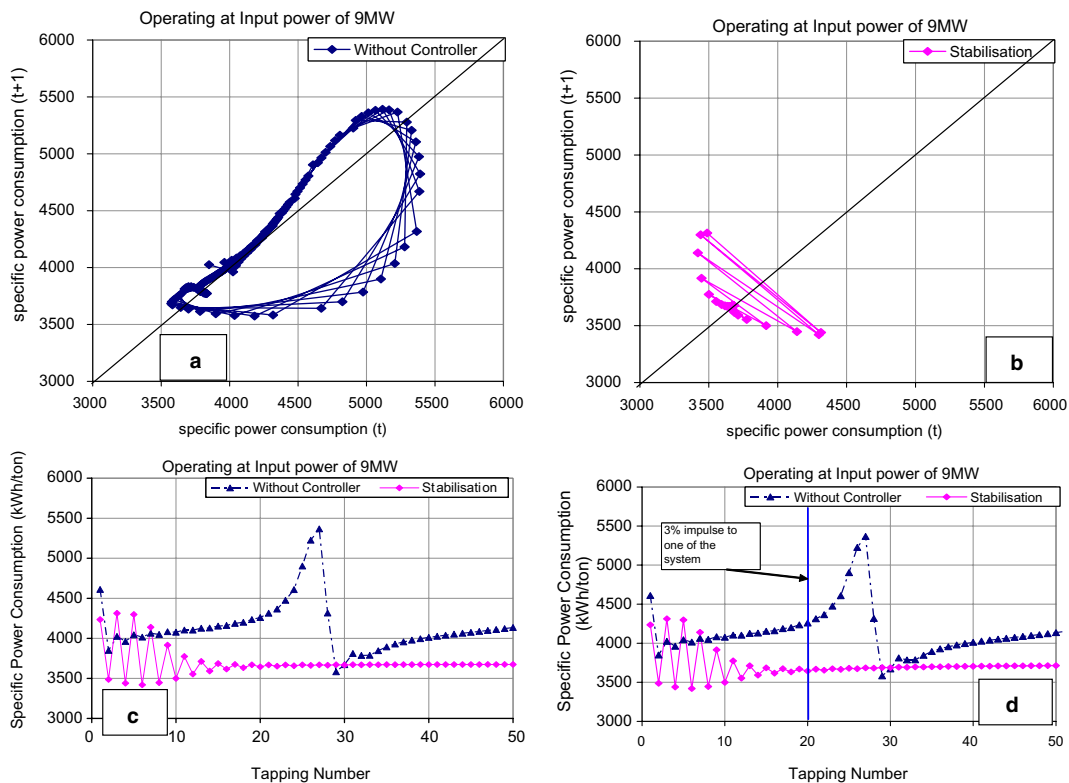 Operating at Input power of 9MW
Without Controller
specific power consumption (t+1)
6000
5500
5000
4500
4000
3500
3000
a
3000 3500 4000 4500 5000 5500 6000
specific power consumption (t)
Operating at Input power of 9MW
Stabilisation
specific power consumption (t+1)
6000
5500
5000
4500
4000
3500
3000
b
3000 3500 4000 4500 5000 5500 6000
specific power consumption (t)
Operating at Input power of 9MW
Without Controller Stabilisation
Specific Power Consumption (kWh/ton)
6000
5500
5000
4500
4000
3500
3000
c
0 10 20 30 40 50
Tapping Number
Operating at Input power of 9MW
Without Controller Stabilisation
3% impulse to
one of the
system
Specific Power Consumption
(kWh/ton)
6000
5500
5000
4500
4000
3500
3000
d
0 10 20 30 40 50
Tapping Number